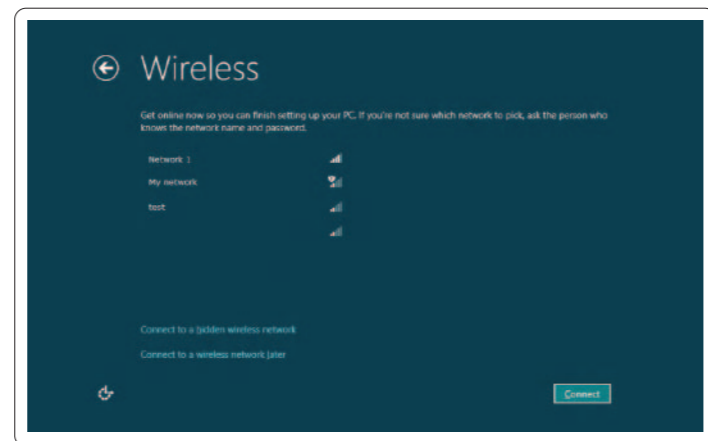 Wireless
Get online now so you can finish setting up your PC. If you're not sure which network to pick, ask the person who
knows the network name and password.
Network 1
My network
test
Connect to a hidden wireless network
Connect to a wireless network later
Connect